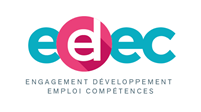 edec
ENGAGEMENT DÉVELOPPEMENT
EMPLOI COMPÉTENCES